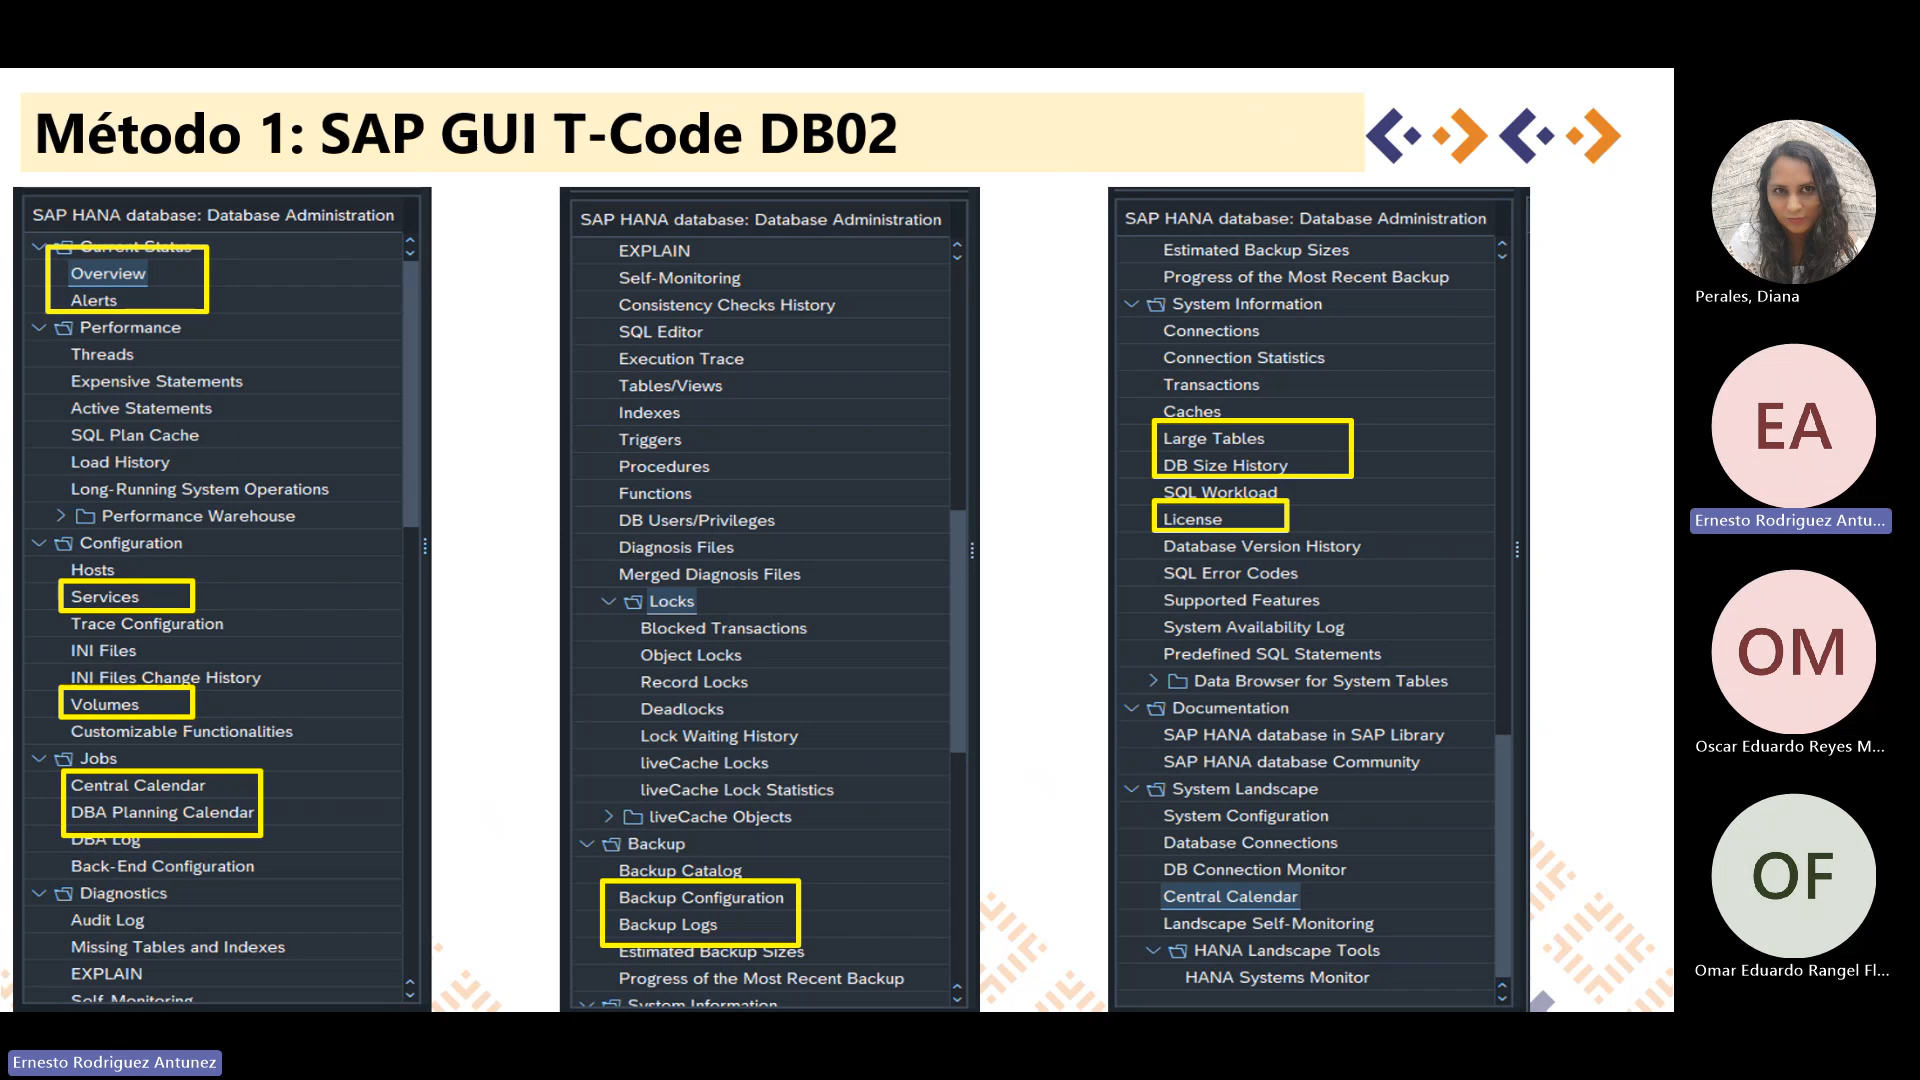 Método 1: SAP GUI T-Code DB02
SAP HANA database: Database Administration
Current Status
Overview
Alerts
Performance
Threads
Expensive Statements
Active Statements
SQL Plan Cache
Load History
Long-Running System Operations
Performance Warehouse
Configuration
Hosts
Services
Trace Configuration
INI Files
INI Files Change History
Volumes
Customizable Functionalities
Jobs
Central Calendar
DBA Planning Calendar
DBA Log
Back-End Configuration
Diagnostics
Audit Log
Missing Tables and Indexes
EXPLAIN
Self-Monitoring
SAP HANA database: Database Administration
EXPLAIN
Self-Monitoring
Consistency Checks History
SQL Editor
Execution Trace
Tables/Views
Indexes
Triggers
Procedures
Functions
DB Users/Privileges
Diagnosis Files
Merged Diagnosis Files
Locks
Blocked Transactions
Object Locks
Record Locks
Deadlocks
Lock Waiting History
liveCache Locks
liveCache Lock Statistics
liveCache Objects
Backup
Backup Catalog
Backup Configuration
Backup Logs
Estimated Backup Sizes
Progress of the Most Recent Backup
System Information
SAP HANA database: Database Administration
Estimated Backup Sizes
Progress of the Most Recent Backup
System Information
Connections
Connection Statistics
Transactions
Caches
Large Tables
DB Size History
SQL Workload
License
Database Version History
SQL Error Codes
Supported Features
System Availability Log
Predefined SQL Statements
Data Browser for System Tables
Documentation
SAP HANA database in SAP Library
SAP HANA database Community
System Landscape
System Configuration
Database Connections
DB Connection Monitor
Central Calendar
Landscape Self-Monitoring
HANA Landscape Tools
HANA Systems Monitor
Perales, Diana
EA
Ernesto Rodriguez Antu...
OM
Oscar Eduardo Reyes M...
OF
Omar Eduardo Rangel Fl...
Ernesto Rodriguez Antunez